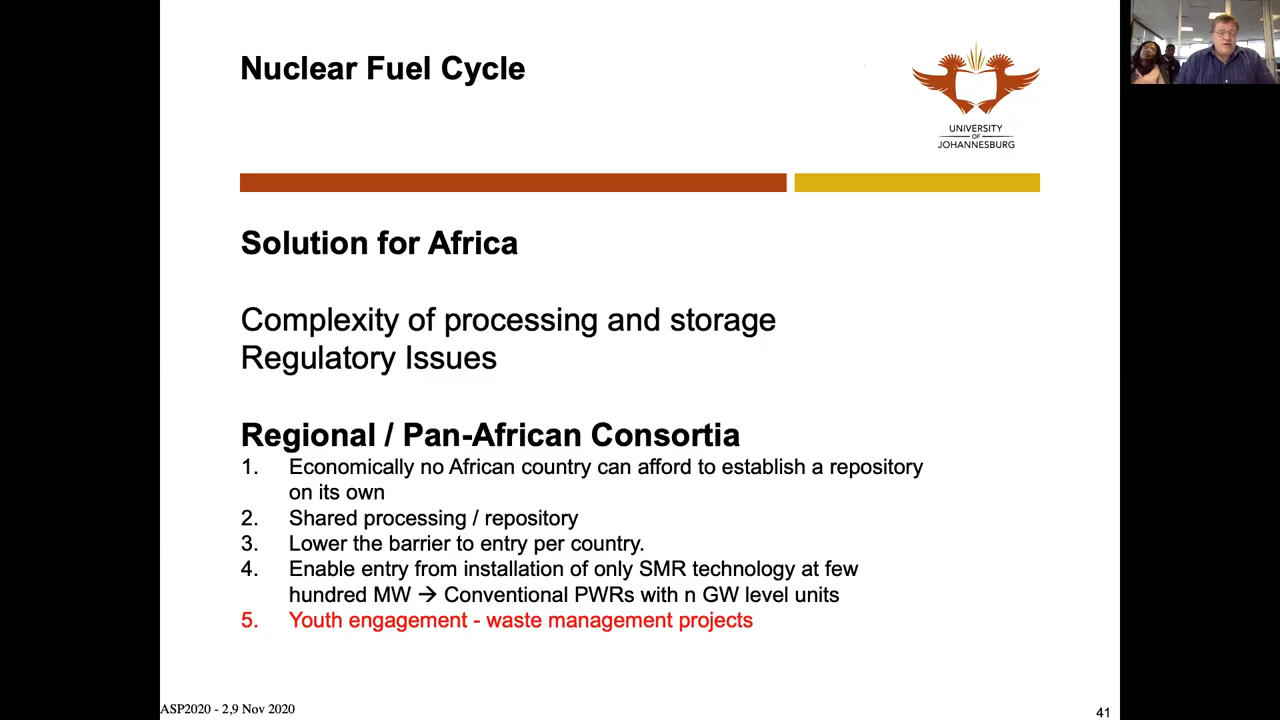 Nuclear Fuel Cycle
UNIVERSITY
OF
JOHANNESBURG
Solution for Africa
Complexity of processing and storage
Regulatory Issues
Regional / Pan-African Consortia
1. Economically no African country can afford to establish a repository
on its own
2. Shared processing / repository
3. Lower the barrier to entry per country.
4. Enable entry from installation of only SMR technology at few
hundred MW → Conventional PWRs with n GW level units
5. Youth engagement - waste management projects
ASP2020 - 2,9 Nov 2020
41